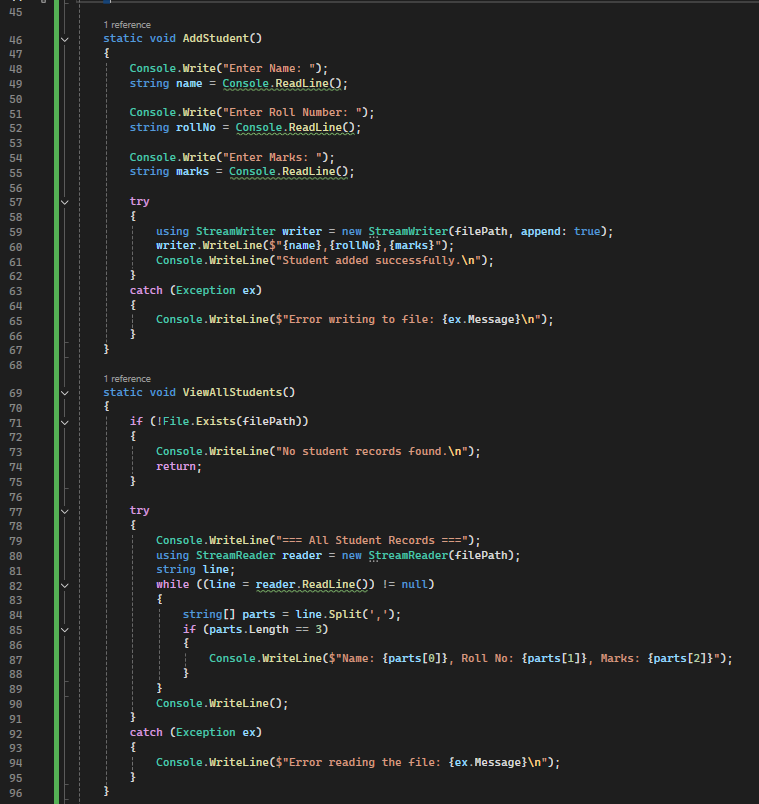 45
1 reference
46 static void AddStudent()
47 {
48 Console.Write("Enter Name: ");
49 string name = Console.ReadLine();
50
51 Console.Write("Enter Roll Number: ");
52 string rollNo = Console.ReadLine();
53
54 Console.Write("Enter Marks: ");
55 string marks = Console.ReadLine();
56
57 try
58 {
59 using StreamWriter writer = new StreamWriter(filePath, append: true);
60 writer.WriteLine($"{name},{rollNo},{marks}");
61 Console.WriteLine("Student added successfully.\n");
62 }
63 catch (Exception ex)
64 {
65 Console.WriteLine($"Error writing to file: {ex.Message}\n");
66 }
67 }
68
1 reference
69 static void ViewAllStudents()
70 {
71 if (!File.Exists(filePath))
72 {
73 Console.WriteLine("No student records found.\n");
74 return;
75 }
76
77 try
78 {
79 Console.WriteLine("=== All Student Records ===");
80 using StreamReader reader = new StreamReader(filePath);
81 string line;
82 while ((line = reader.ReadLine()) != null)
83 {
84 string[] parts = line.Split(',');
85 if (parts.Length == 3)
86 {
87 Console.WriteLine($"Name: {parts[0]}, Roll No: {parts[1]}, Marks: {parts[2]}");
88 }
89 }
90 Console.WriteLine();
91 }
92 catch (Exception ex)
93 {
94 Console.WriteLine($"Error reading the file: {ex.Message}\n");
95 }
96 }